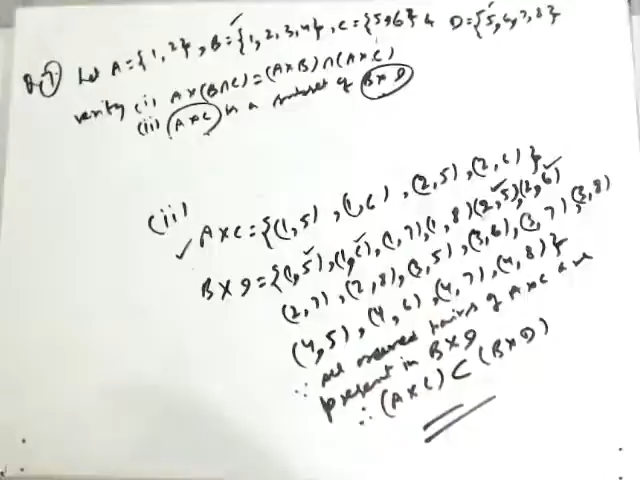 Q.7) Let A={1,2}, B={1,2,3,4}, C={5,6} & D={5,6,7,8}
verify (i) A×(B∩C)=(A×B)∩(A×C)
(ii) A×C is a subset of B×D
(ii)
A×C={(1,5),(1,6),(2,5),(2,6)}
B×D={(1,5),(1,6),(1,7)(1,8)(2,5)(2,6)
(2,7),(2,8),(3,5),(3,6),(3,7)(3,8)
(4,5),(4,6),(4,7),(4,8)}
∵ all ordered pairs of A×C are
present in B×D
∴ (A×C)⊂(B×D)